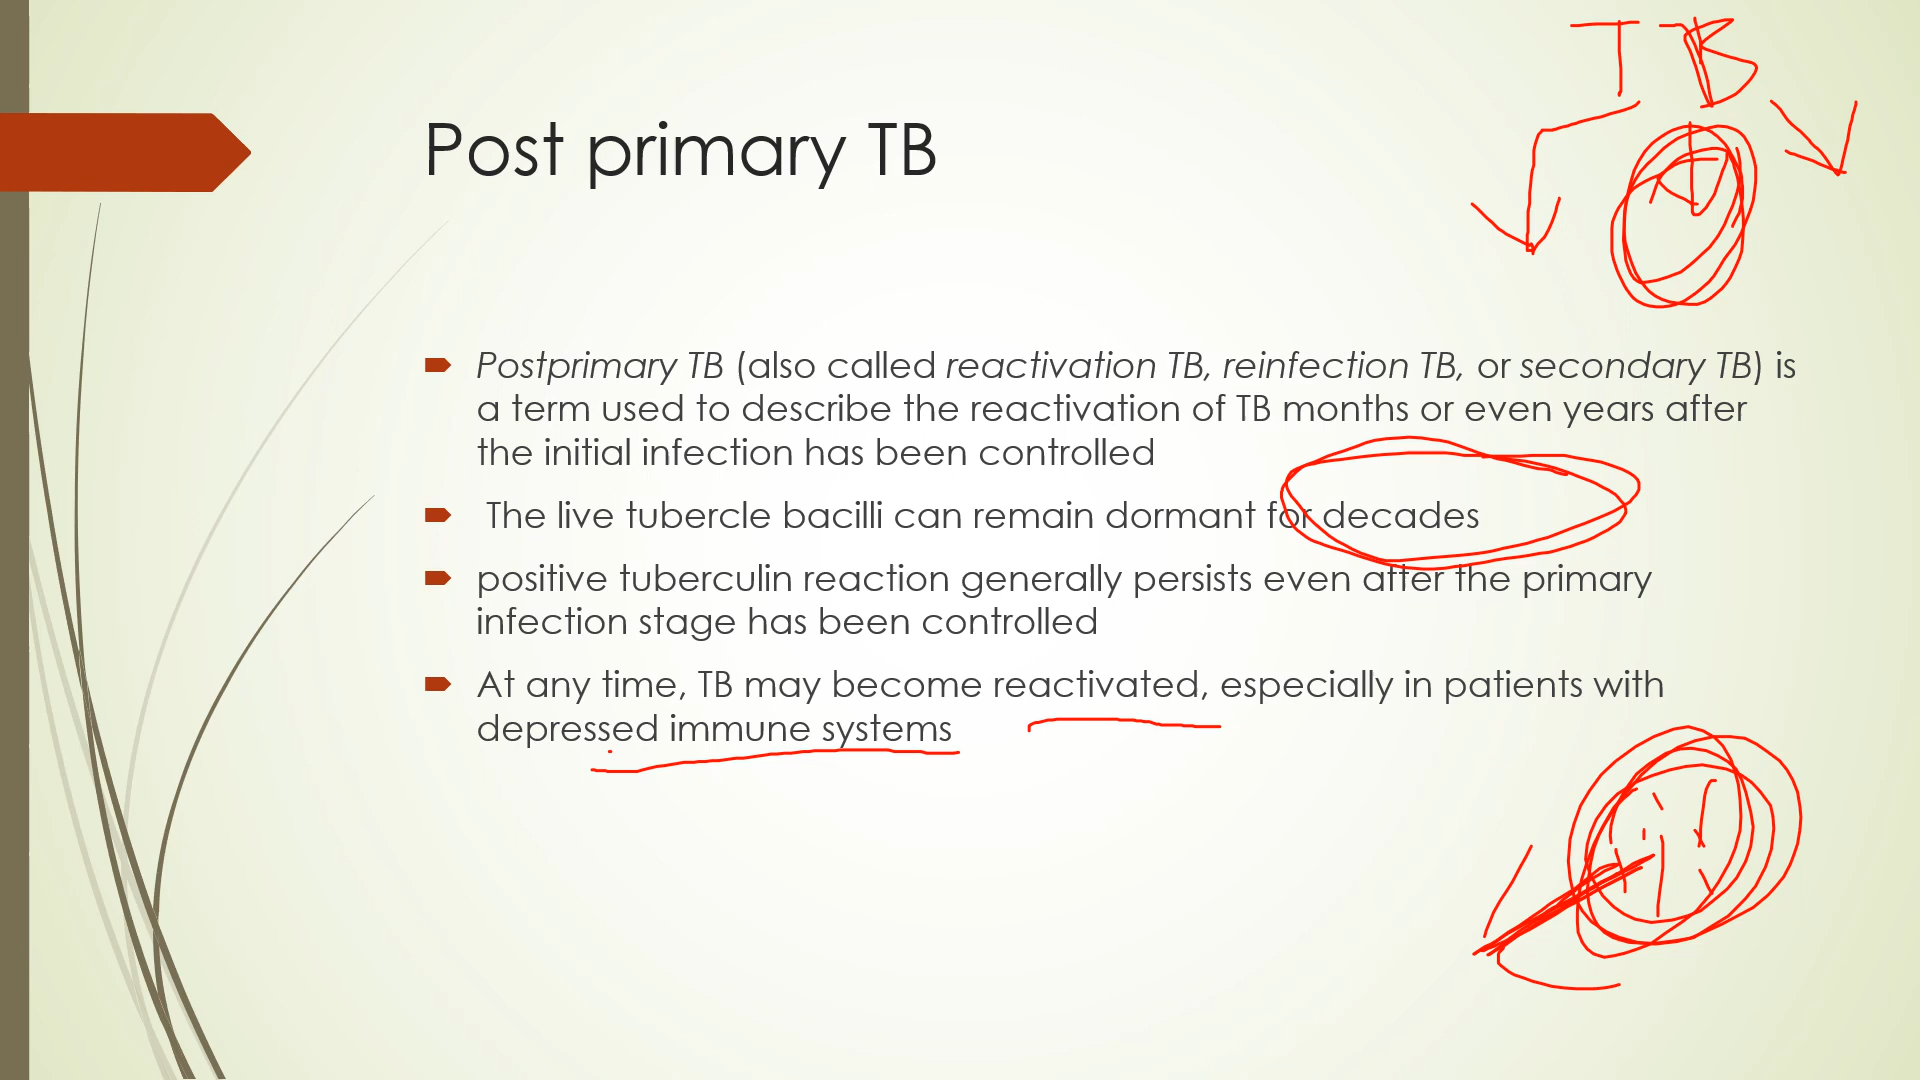 TB
Post primary TB
Postprimary TB (also called reactivation TB, reinfection TB, or secondary TB) is
a term used to describe the reactivation of TB months or even years after
the initial infection has been controlled
The live tubercle bacilli can remain dormant for decades
positive tuberculin reaction generally persists even after the primary
infection stage has been controlled
At any time, TB may become reactivated, especially in patients with
depressed immune systems